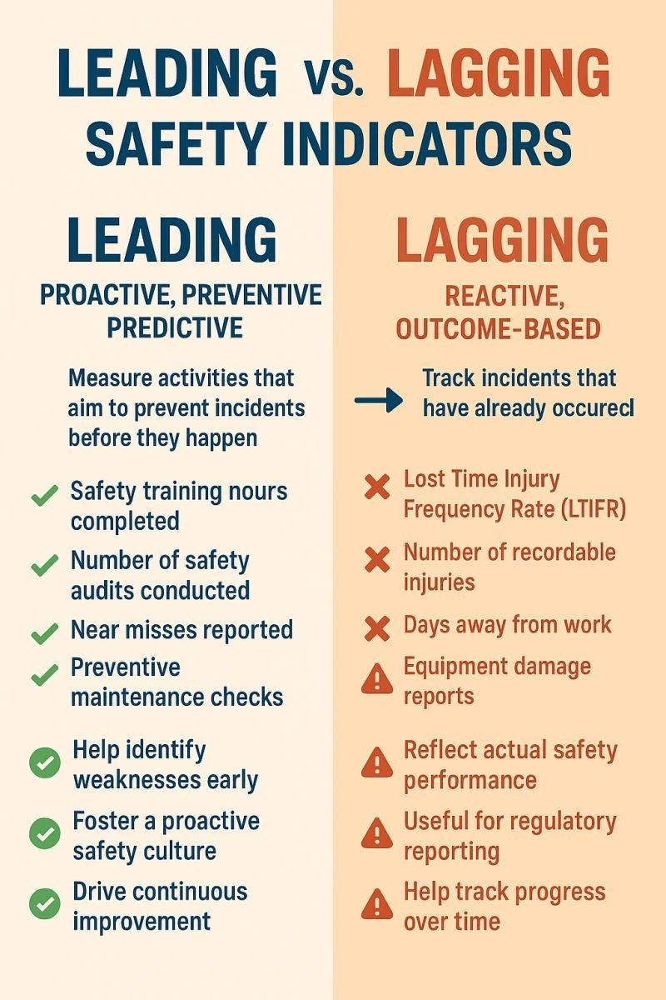 LEADING VS. LAGGING
SAFETY INDICATORS
LEADING
PROACTIVE, PREVENTIVE
PREDICTIVE
Measure activities that
aim to prevent incidents
before they happen
Safety training nours
completed
Number of safety
audits conducted
Near misses reported
Preventive
maintenance checks
Help identify
weaknesses early
Foster a proactive
safety culture
Drive continuous
improvement
LAGGING
REACTIVE,
OUTCOME-BASED
Track incidents that
have already occurecl
Lost Time Injury
Frequency Rate (LTIFR)
Number of recordable
injuries
Days away from work
Equipment damage
reports
Reflect actual safety
performance
Useful for regulatory
reporting
Help track progress
over time